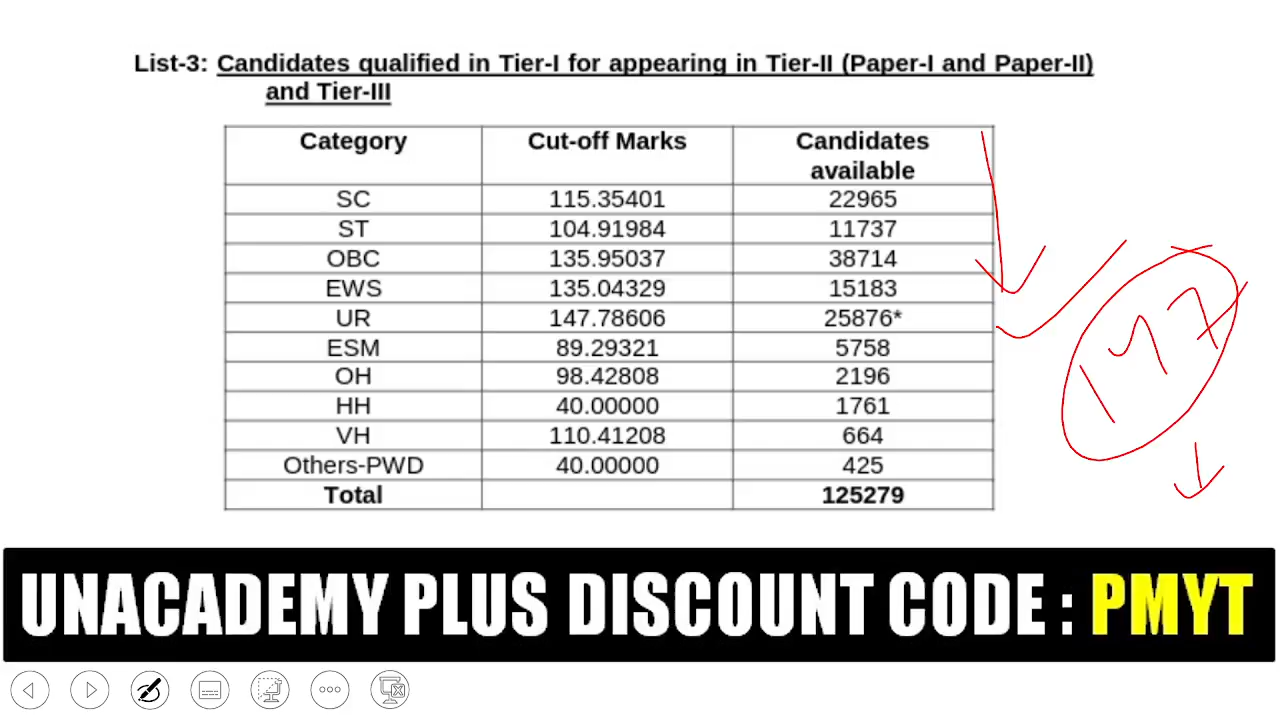 List-3: Candidates qualified in Tier-I for appearing in Tier-II (Paper-I and Paper-II)
and Tier-III
Category Cut-off Marks Candidates available
SC 115.35401 22965
ST 104.91984 11737
OBC 135.95037 38714
EWS 135.04329 15183
UR 147.78606 25876*
ESM 89.29321 5758
OH 98.42808 2196
HH 40.00000 1761
VH 110.41208 664
Others-PWD 40.00000 425
Total 125279
147
UNACADEMY PLUS DISCOUNT CODE : PMYT